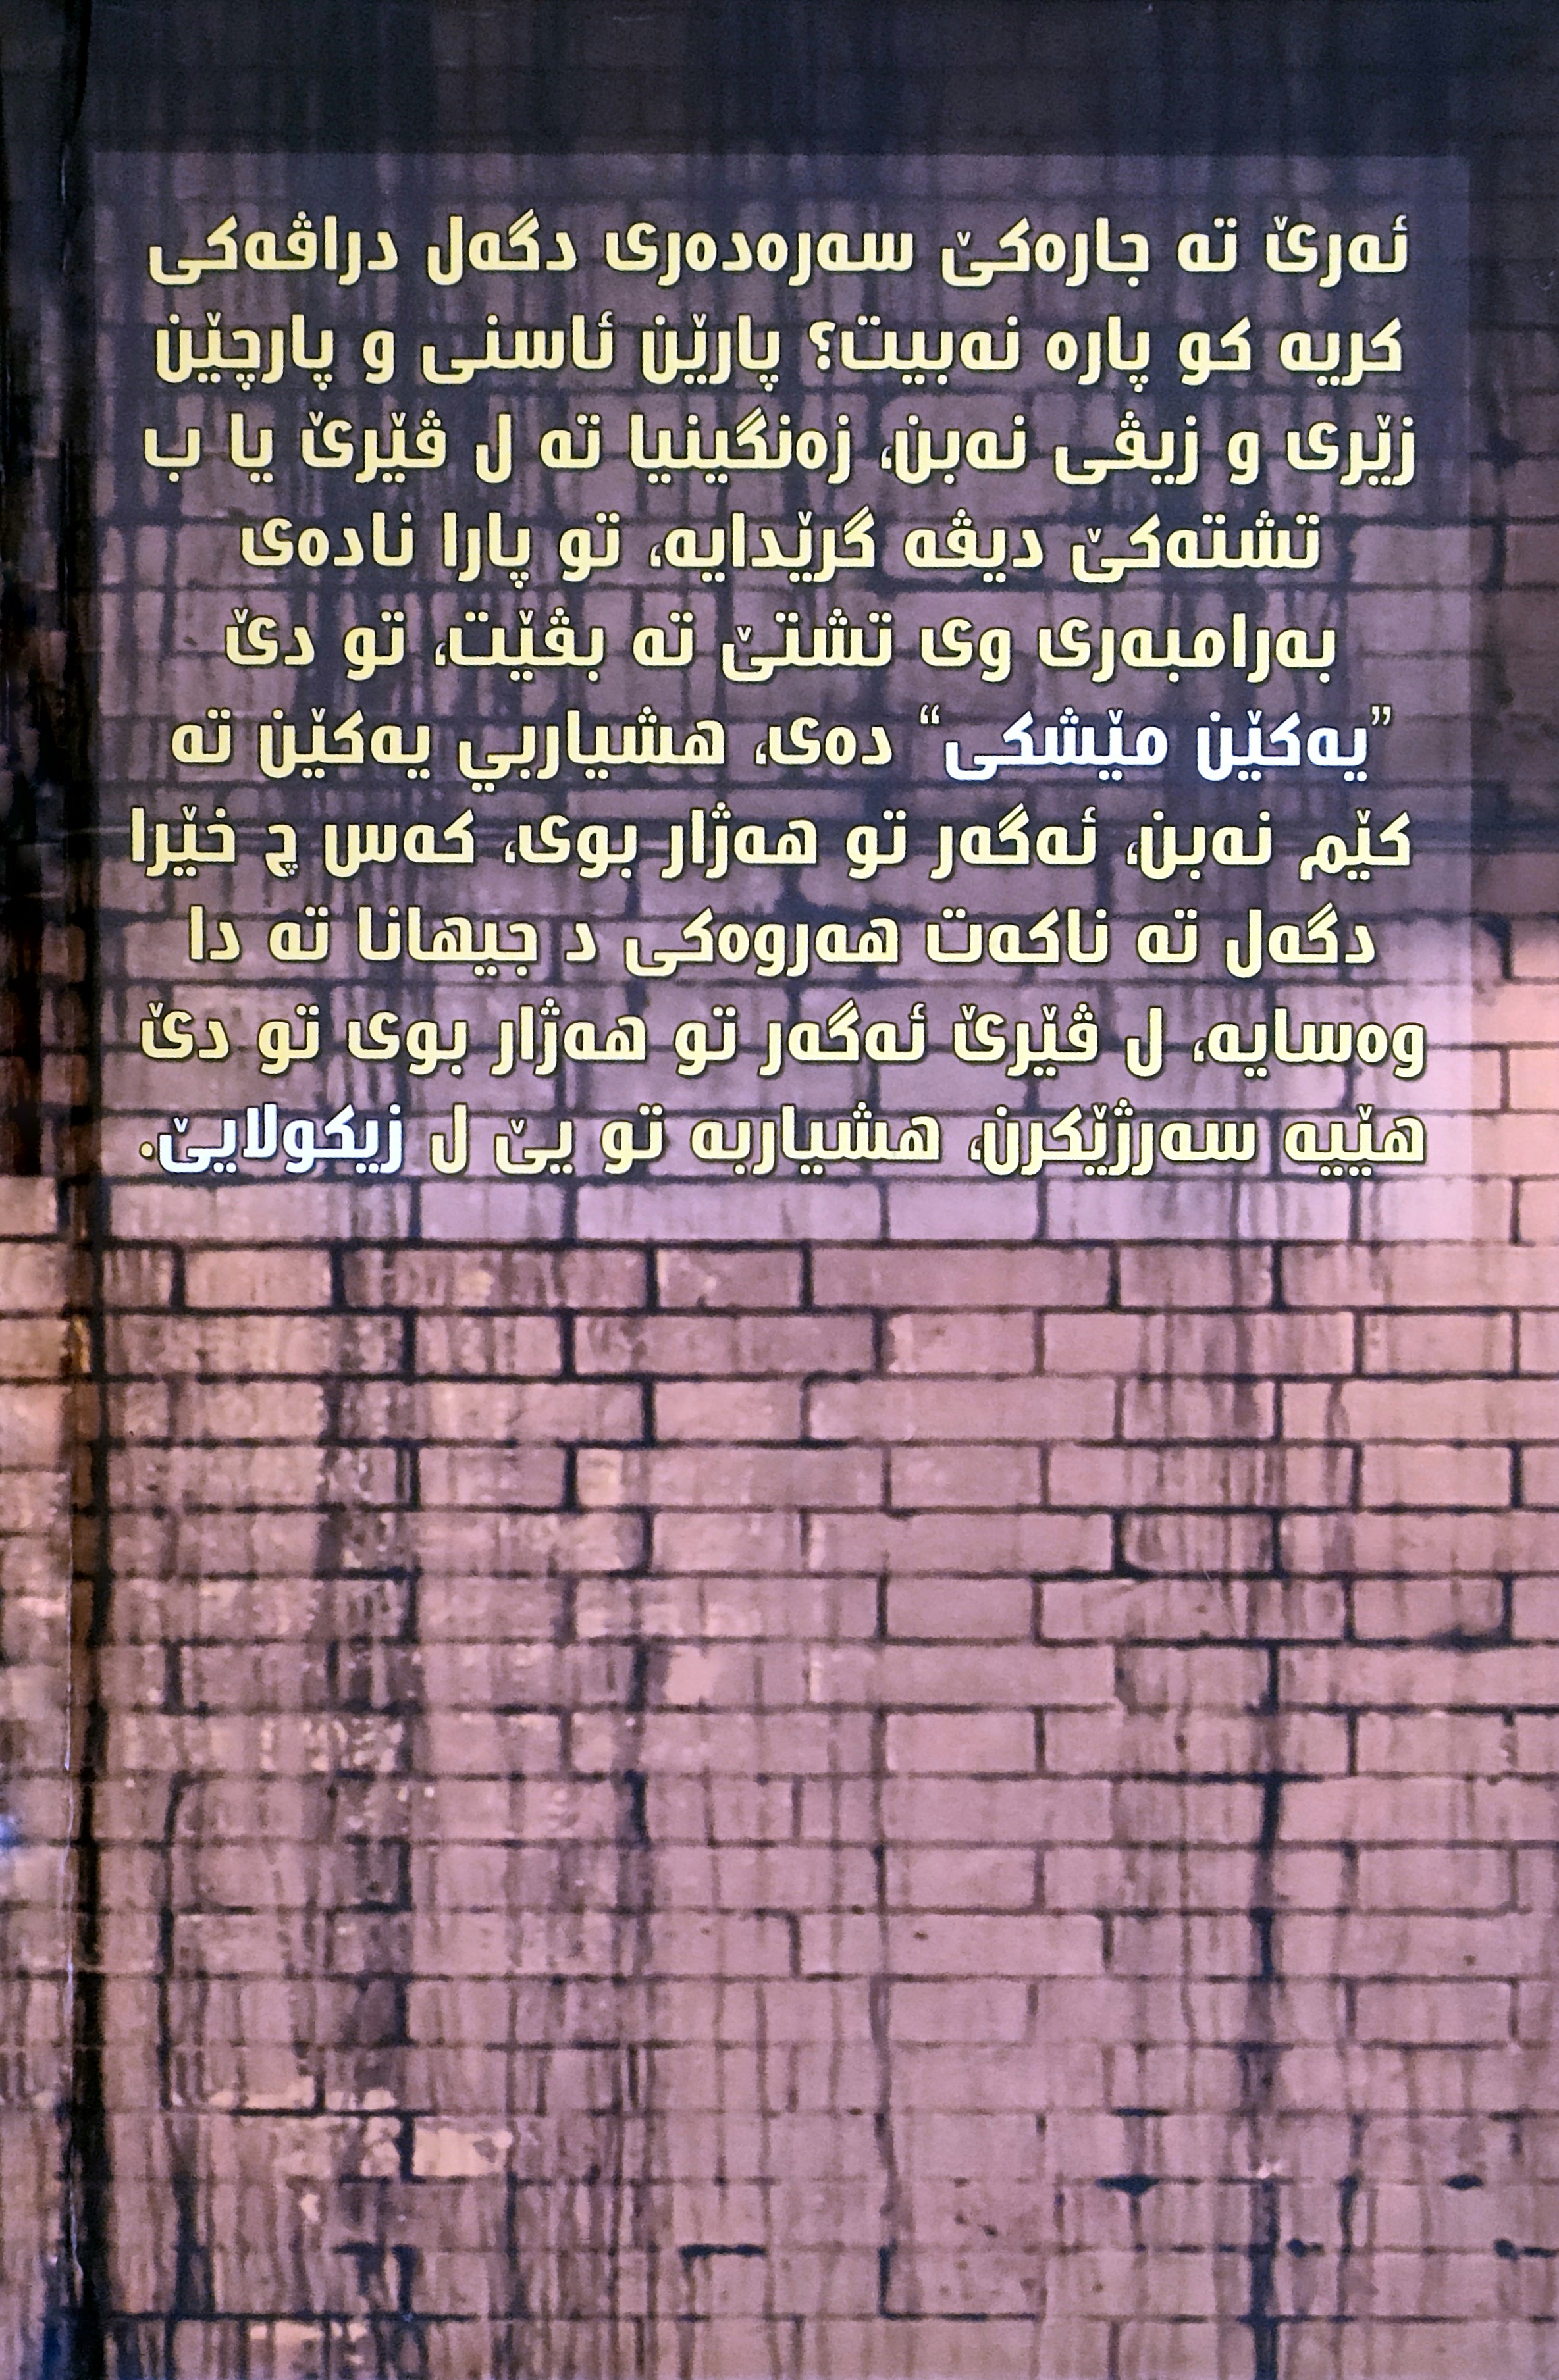 ئەرێ تە جارەکێ سەرەدەری دگەل دراڤەکی
کریە کو پارە نەبیت؟ پارێن ئاسنی و پارچێن
زێری و زیڤی نەبن، زەنگینیا تە ل ڤێرێ یا ب
تشتەکێ دیڤە گرێدایە، تو پارا نادەی
بەرامبەری وی تشتێ تە بڤێت، تو دێ
”یەکێن مێشکی“ دەی، هشیاربي یەکێن تە
کێم نەبن، ئەگەر تو هەژار بوی، کەس چ خێرا
دگەل تە ناکەت هەروەکی د جیهانا تە دا
وەسایە، ل ڤێرێ ئەگەر تو هەژار بوی تو دێ
هێیە سەرژێکرن، هشیاربە تو یێ ل زیکولایێ.